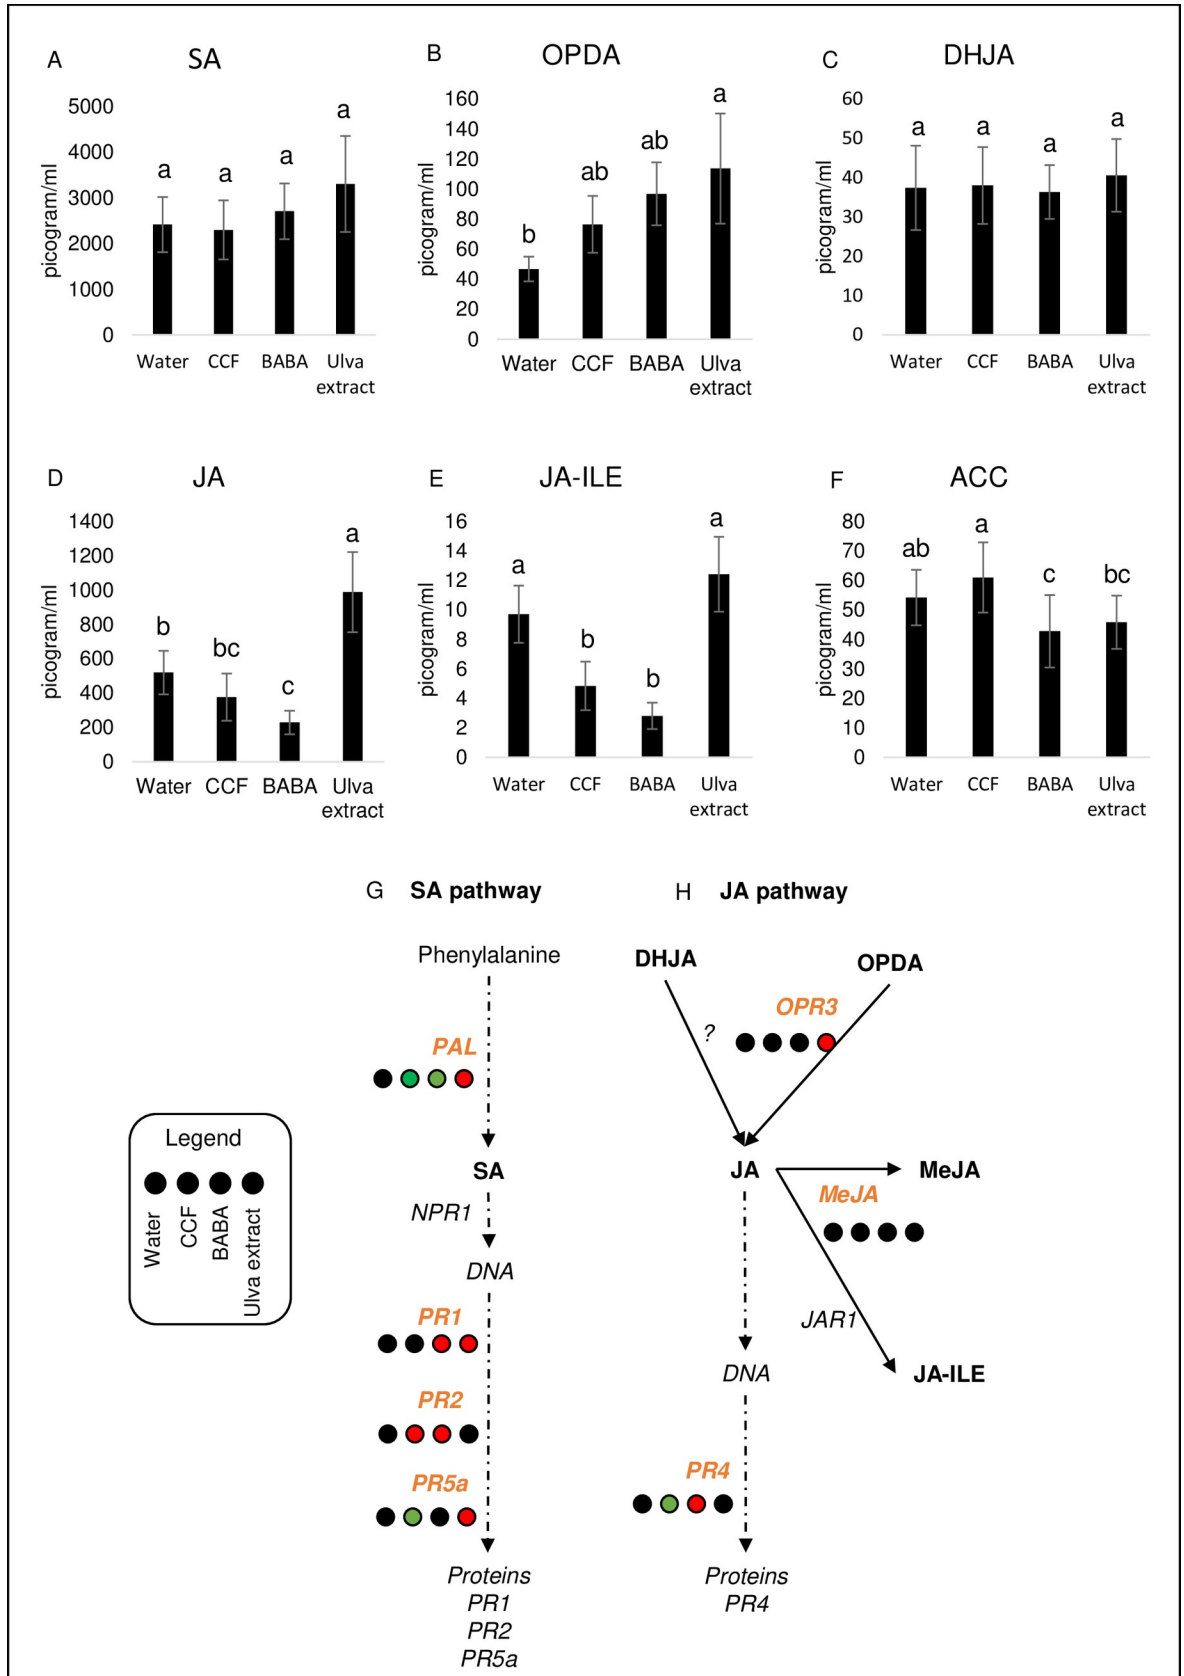 A SA
5000
4000
3000
2000
1000
0
picogram/ml
a a a a
Water CCF BABA Ulva extract
B OPDA
160
140
120
100
80
60
40
20
0
picogram/ml
b ab ab a
Water CCF BABA Ulva extract
C DHJA
60
50
40
30
20
10
0
picogram/ml
a a a a
Water CCF BABA Ulva extract
D JA
1400
1200
1000
800
600
400
200
0
picogram/ml
b bc c a
Water CCF BABA Ulva extract
E JA-ILE
16
14
12
10
8
6
4
2
0
picogram/ml
a b b a
Water CCF BABA Ulva extract
F ACC
80
70
60
50
40
30
20
10
0
picogram/ml
ab a c bc
Water CCF BABA Ulva extract
G SA pathway
Phenylalanine
PAL
SA
NPR1
DNA
PR1
PR2
PR5a
Proteins
PR1
PR2
PR5a
Legend
Water
CCF
BABA
Ulva extract
H JA pathway
DHJA
OPDA
OPR3
?
JA
MeJA
MeJA
JAR1
JA-ILE
DNA
PR4
Proteins
PR4